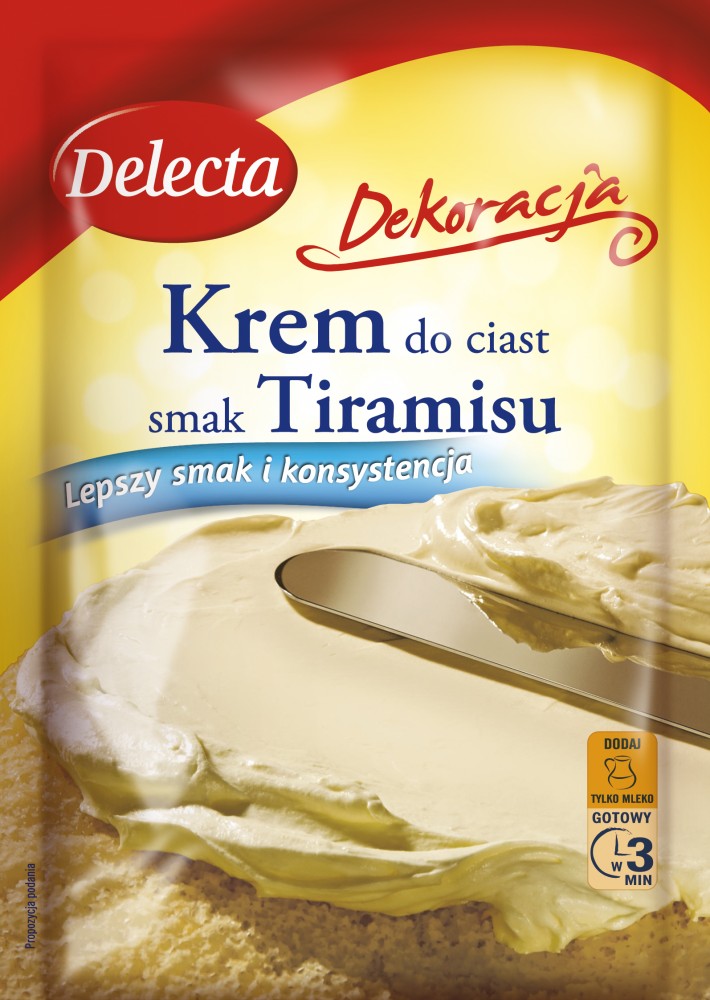 Delecta
Dekoracja
Krem do ciast
smak Tiramisu
Lepszy smak i konsystencja
DODAJ
TYLKO MLEKO
GOTOWY
W 3
MIN
Propozycja podania